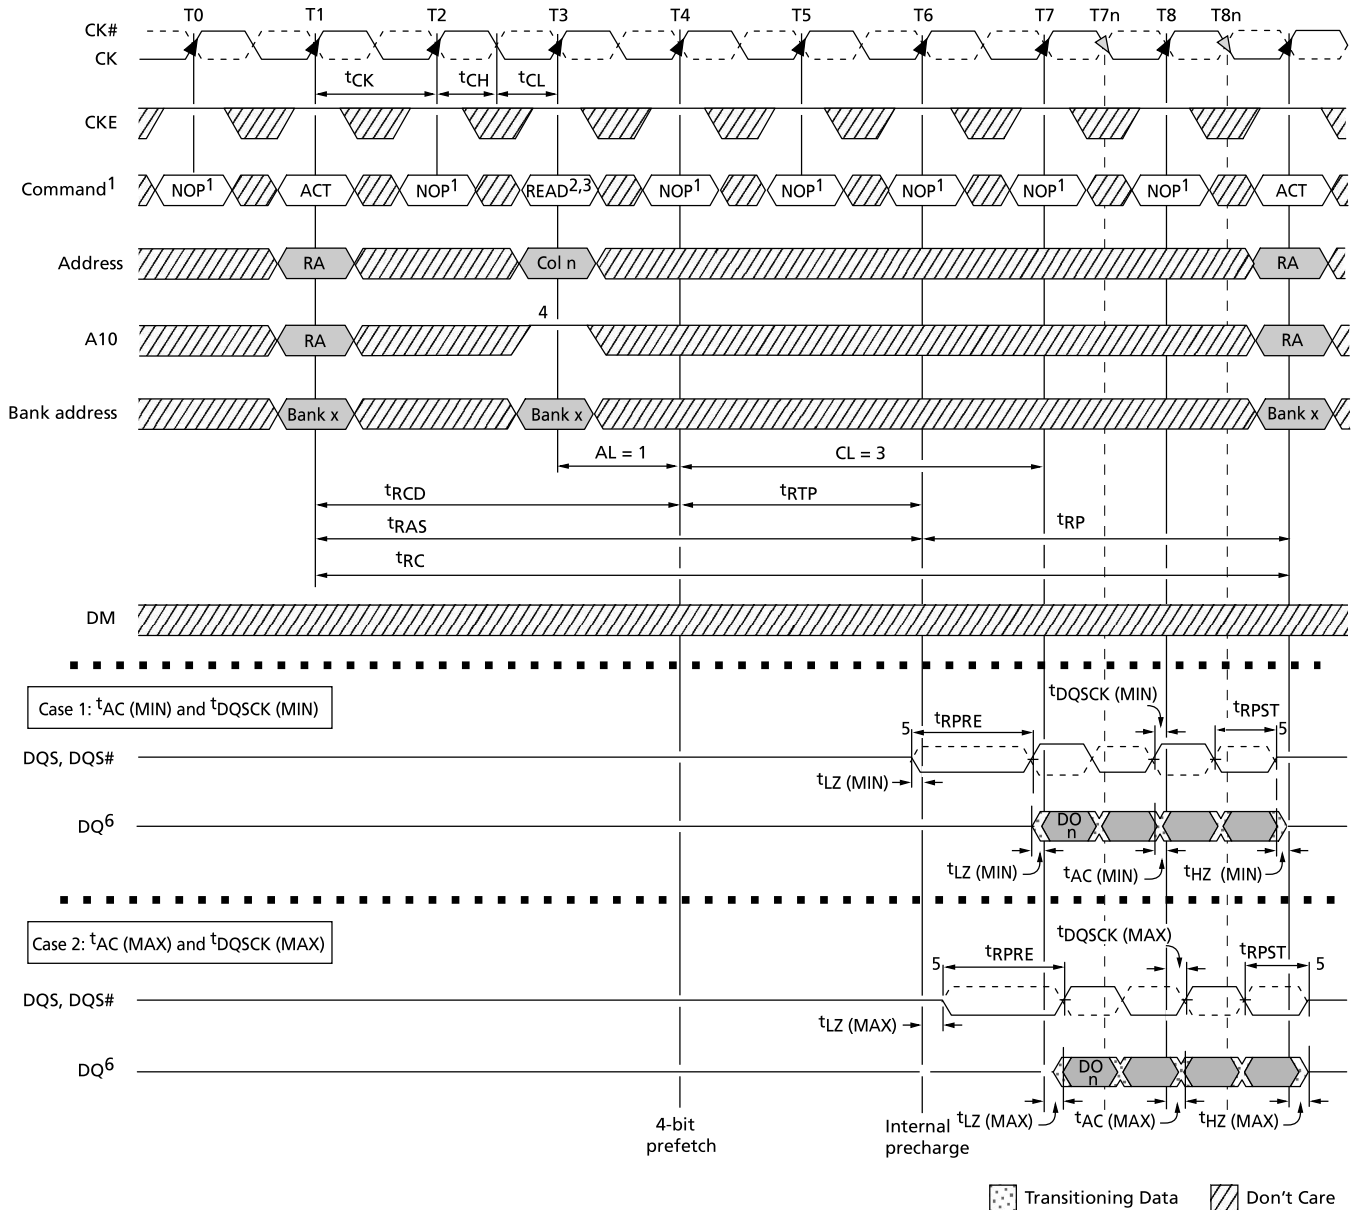 T0 T1 T2 T3 T4 T5 T6 T7 T7n T8 T8n
CK#
CK
tCK tCH tCL
CKE
Command1 NOP1 ACT NOP1 READ2,3 NOP1 NOP1 NOP1 NOP1 NOP1 ACT
Address RA Col n RA
4
A10 RA RA
Bank address Bank x Bank x Bank x
AL = 1 CL = 3
tRCD tRTP
tRAS tRP
tRC
DM
Case 1: tAC (MIN) and tDQSCK (MIN)
tDQSCK (MIN)
5 tRPRE tRPST 5
DQS, DQS#
tLZ (MIN)
DQ6 DO
n
tLZ (MIN) tAC (MIN) tHZ (MIN)
Case 2: tAC (MAX) and tDQSCK (MAX)
tDQSCK (MAX)
5 tRPRE tRPST 5
DQS, DQS#
tLZ (MAX)
DQ6 DO
n
tLZ (MAX) tAC (MAX) tHZ (MAX)
4-bit
prefetch
Internal
precharge
Transitioning Data Don't Care